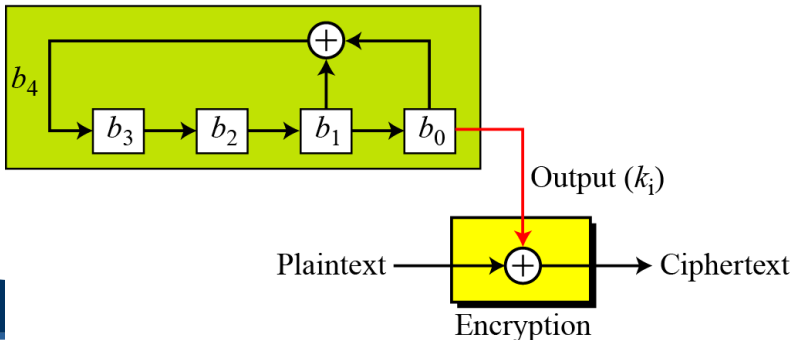 +
b₄
b₃ b₂ b₁ b₀
Output (kᵢ)
Plaintext + Ciphertext
Encryption